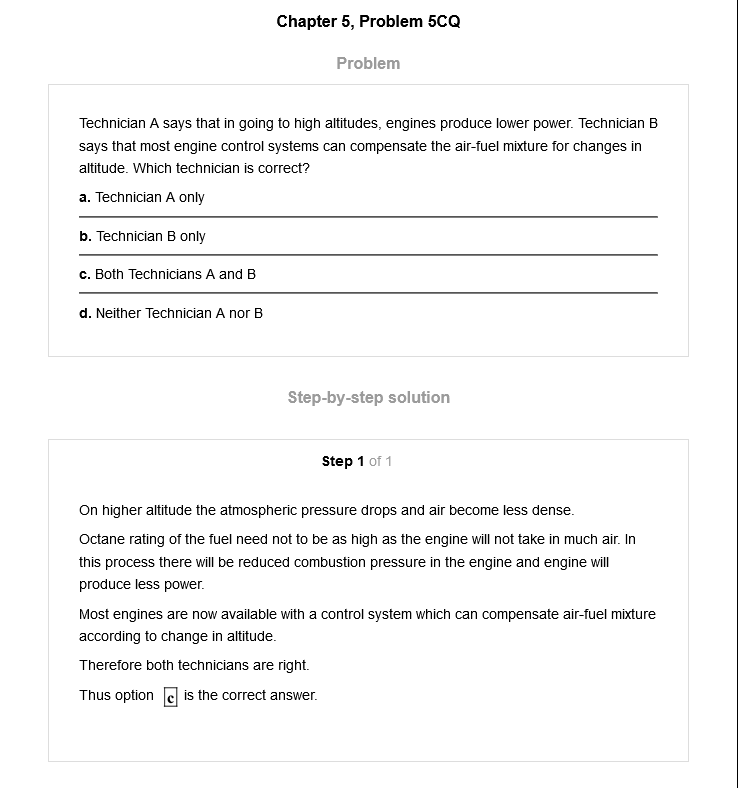 Chapter 5, Problem 5CQ
Problem
Technician A says that in going to high altitudes, engines produce lower power. Technician B
says that most engine control systems can compensate the air-fuel mixture for changes in
altitude. Which technician is correct?
a. Technician A only
b. Technician B only
c. Both Technicians A and B
d. Neither Technician A nor B
Step-by-step solution
Step 1 of 1
On higher altitude the atmospheric pressure drops and air become less dense.
Octane rating of the fuel need not to be as high as the engine will not take in much air. In
this process there will be reduced combustion pressure in the engine and engine will
produce less power.
Most engines are now available with a control system which can compensate air-fuel mixture
according to change in altitude.
Therefore both technicians are right.
Thus option c is the correct answer.